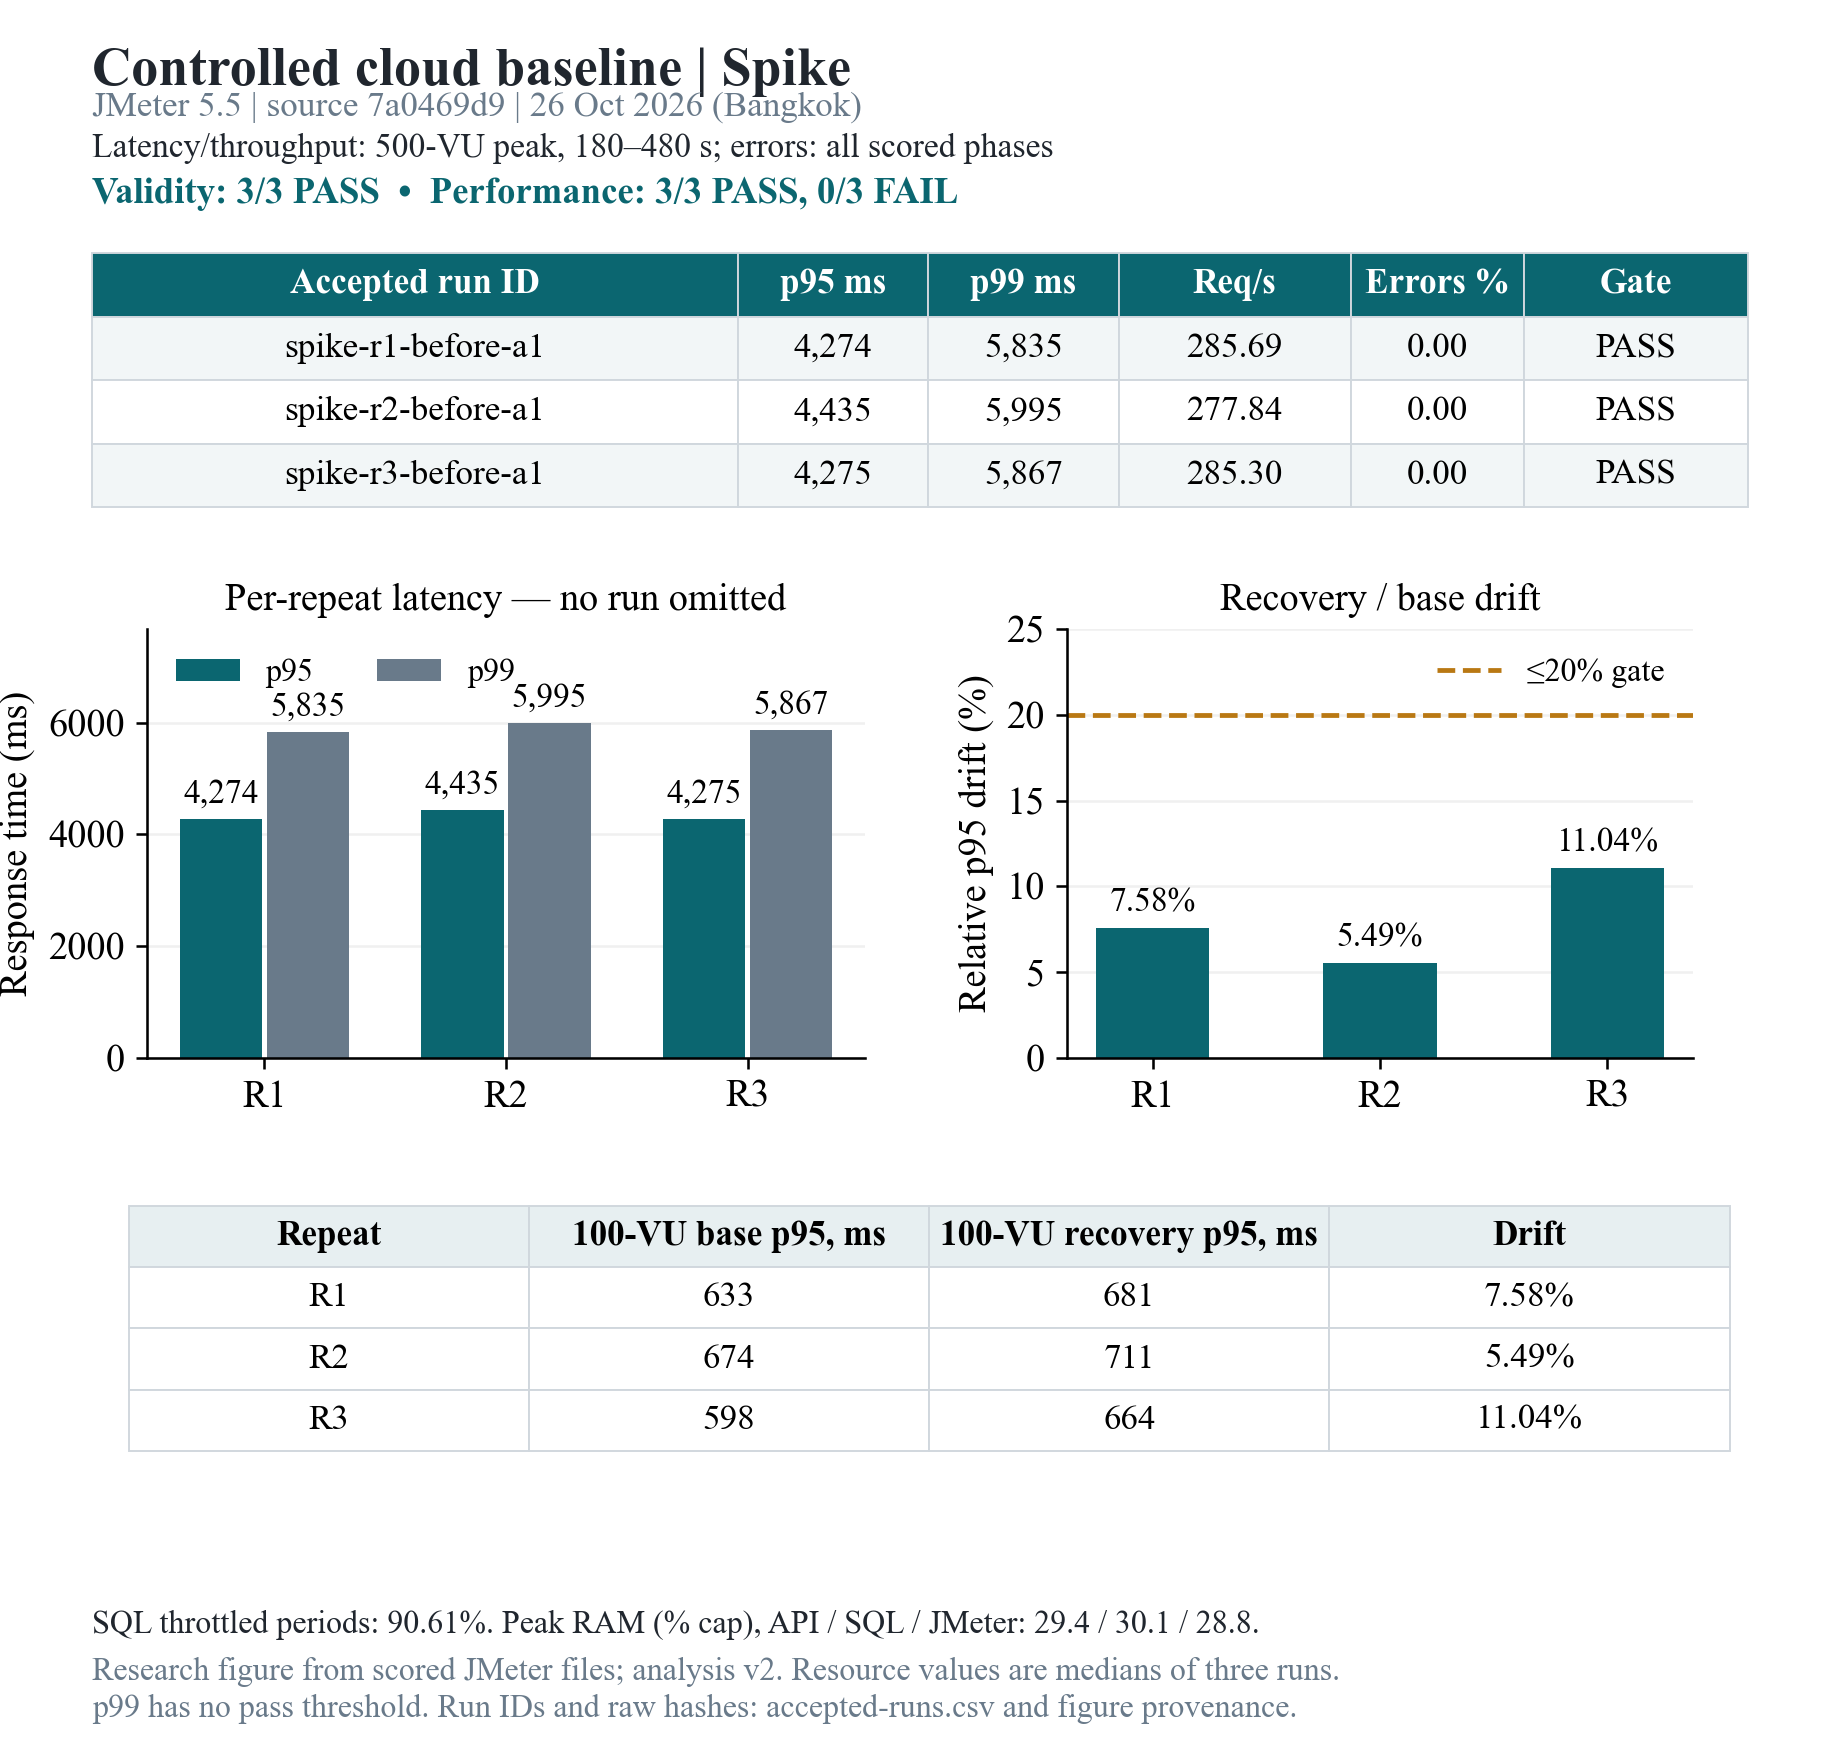 Controlled cloud baseline | Spike
JMeter 5.5 | source 7a0469d9 | 26 Oct 2026 (Bangkok)
Latency/throughput: 500-VU peak, 180–480 s; errors: all scored phases
Validity: 3/3 PASS • Performance: 3/3 PASS, 0/3 FAIL
Accepted run ID p95 ms p99 ms Req/s Errors % Gate
spike-r1-before-a1 4,274 5,835 285.69 0.00 PASS
spike-r2-before-a1 4,435 5,995 277.84 0.00 PASS
spike-r3-before-a1 4,275 5,867 285.30 0.00 PASS
Per-repeat latency — no run omitted
p95 p99
5,835 5,995 5,867
4,274 4,435 4,275
Response time (ms)
6000
4000
2000
0
R1 R2 R3
Recovery / base drift
≤20% gate
Relative p95 drift (%)
25
20
15
10
5
0
7.58% 5.49% 11.04%
R1 R2 R3
Repeat 100-VU base p95, ms 100-VU recovery p95, ms Drift
R1 633 681 7.58%
R2 674 711 5.49%
R3 598 664 11.04%
SQL throttled periods: 90.61%. Peak RAM (% cap), API / SQL / JMeter: 29.4 / 30.1 / 28.8.
Research figure from scored JMeter files; analysis v2. Resource values are medians of three runs.
p99 has no pass threshold. Run IDs and raw hashes: accepted-runs.csv and figure provenance.